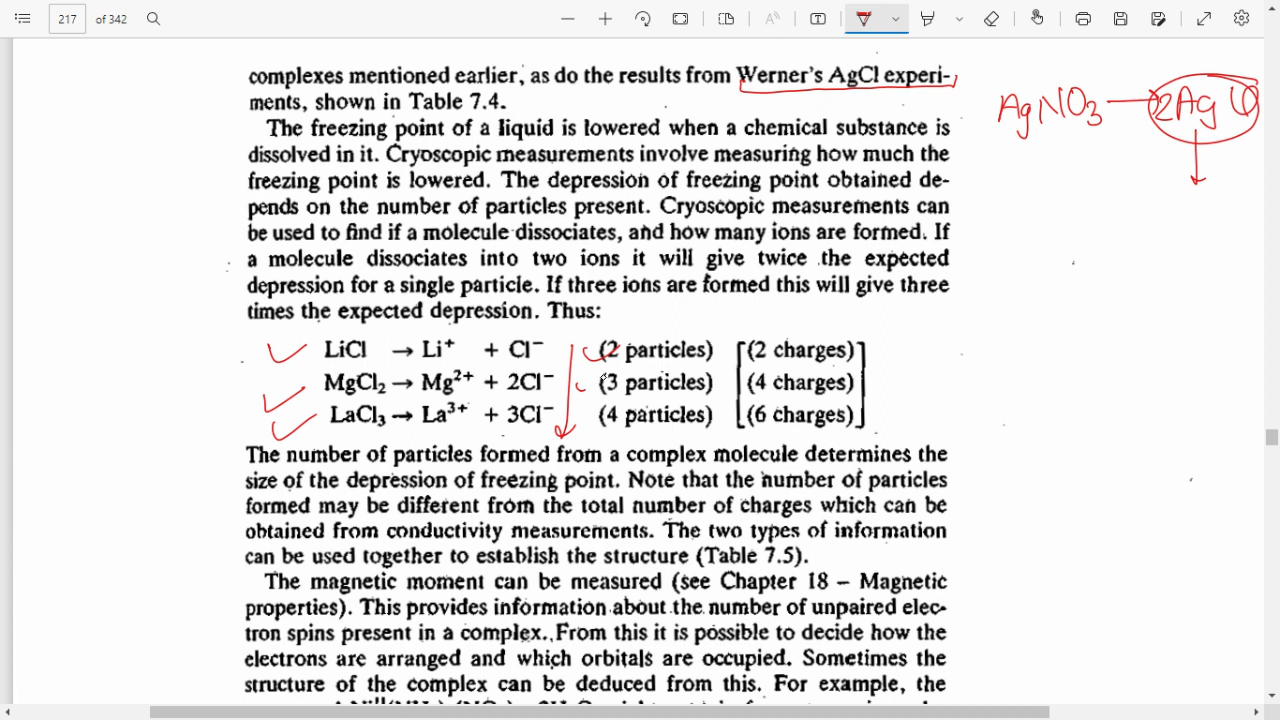 217 of 342
complexes mentioned earlier, as do the results from Werner's AgCl experi-
ments, shown in Table 7.4.
AgNO3 → 2AgCl
The freezing point of a liquid is lowered when a chemical substance is
dissolved in it. Cryoscopic measurements involve measuring how much the
freezing point is lowered. The depression of freezing point obtained de-
pends on the number of particles present. Cryoscopic measurements can
be used to find if a molecule dissociates, and how many ions are formed. If
a molecule dissociates into two ions it will give twice the expected
depression for a single particle. If three ions are formed this will give three
times the expected depression. Thus:
LiCl → Li⁺ + Cl⁻ (2 particles) [(2 charges)]
MgCl₂ → Mg²⁺ + 2Cl⁻ (3 particles) [(4 charges)]
LaCl₃ → La³⁺ + 3Cl⁻ (4 particles) [(6 charges)]
The number of particles formed from a complex molecule determines the
size of the depression of freezing point. Note that the number of particles
formed may be different from the total number of charges which can be
obtained from conductivity measurements. The two types of information
can be used together to establish the structure (Table 7.5).
The magnetic moment can be measured (see Chapter 18 – Magnetic
properties). This provides information about the number of unpaired elec-
tron spins present in a complex. From this it is possible to decide how the
electrons are arranged and which orbitals are occupied. Sometimes the
structure of the complex can be deduced from this. For example, the